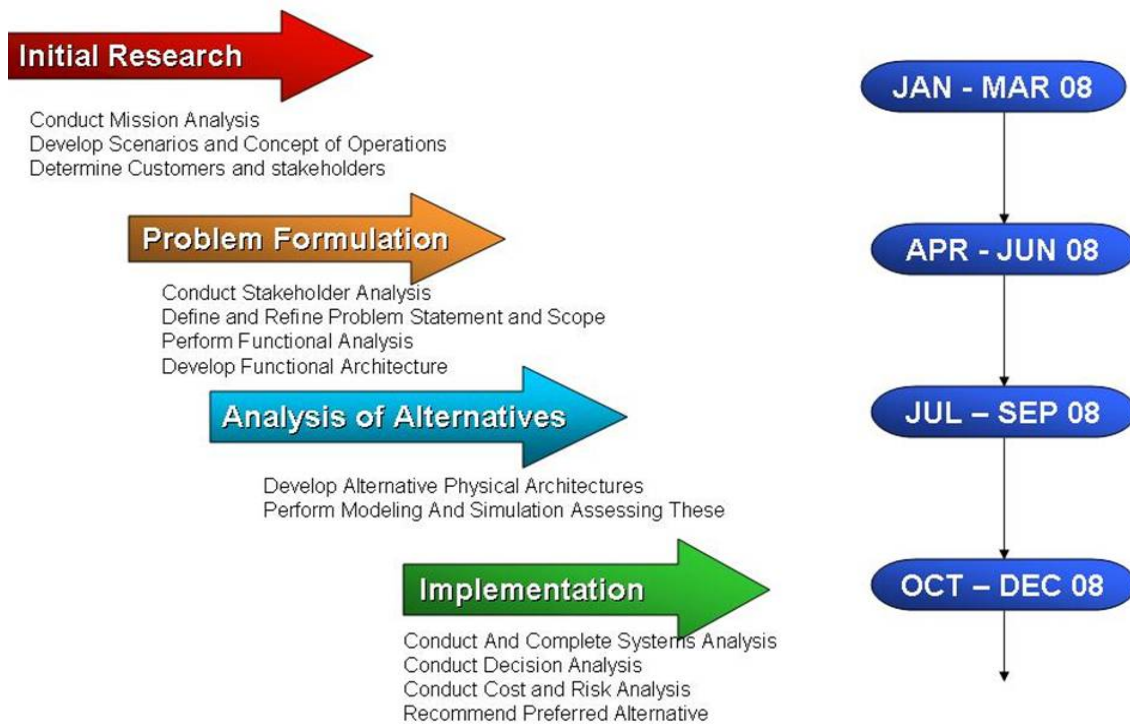 Initial Research
JAN - MAR 08
Conduct Mission Analysis
Develop Scenarios and Concept of Operations
Determine Customers and stakeholders
Problem Formulation
APR - JUN 08
Conduct Stakeholder Analysis
Define and Refine Problem Statement and Scope
Perform Functional Analysis
Develop Functional Architecture
Analysis of Alternatives
JUL – SEP 08
Develop Alternative Physical Architectures
Perform Modeling And Simulation Assessing These
Implementation
OCT – DEC 08
Conduct And Complete Systems Analysis
Conduct Decision Analysis
Conduct Cost and Risk Analysis
Recommend Preferred Alternative